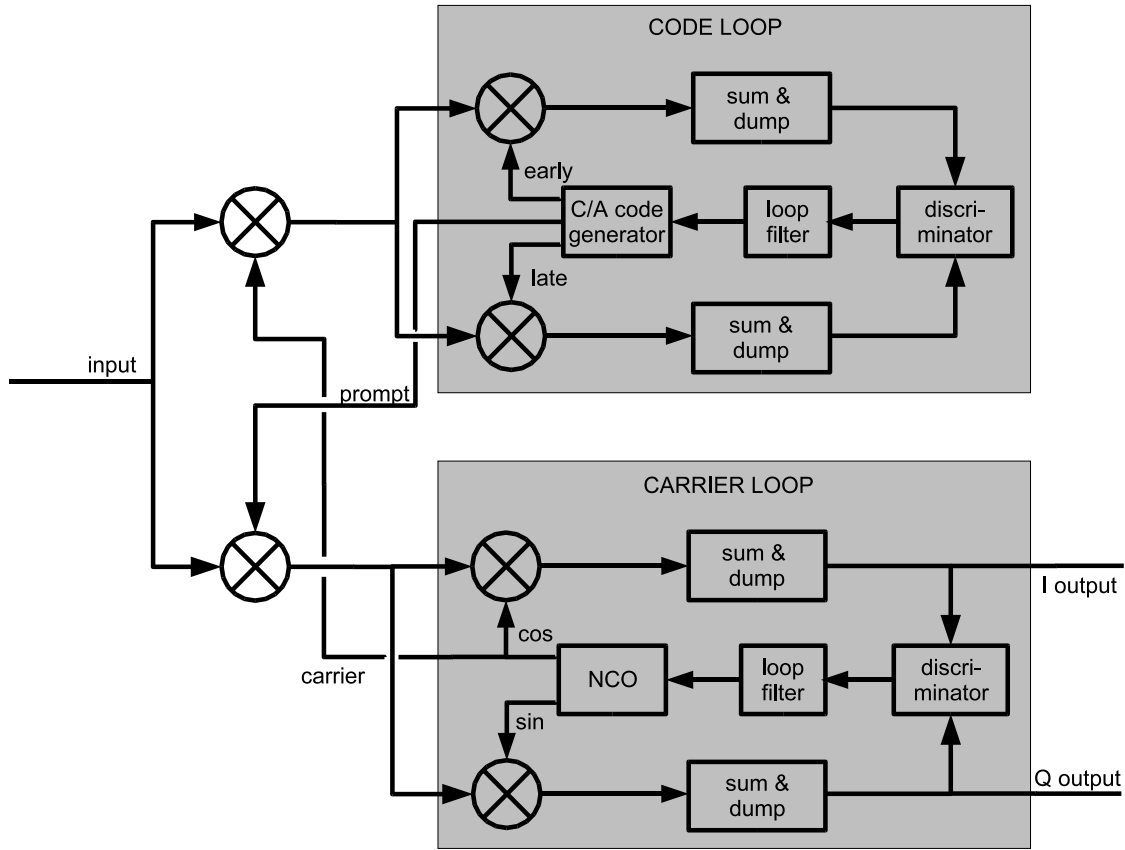 CODE LOOP
sum &
dump
early
C/A code
generator
loop
filter
discri-
minator
late
sum &
dump
input
prompt
CARRIER LOOP
sum &
dump
I output
cos
carrier
NCO
loop
filter
discri-
minator
sin
sum &
dump
Q output